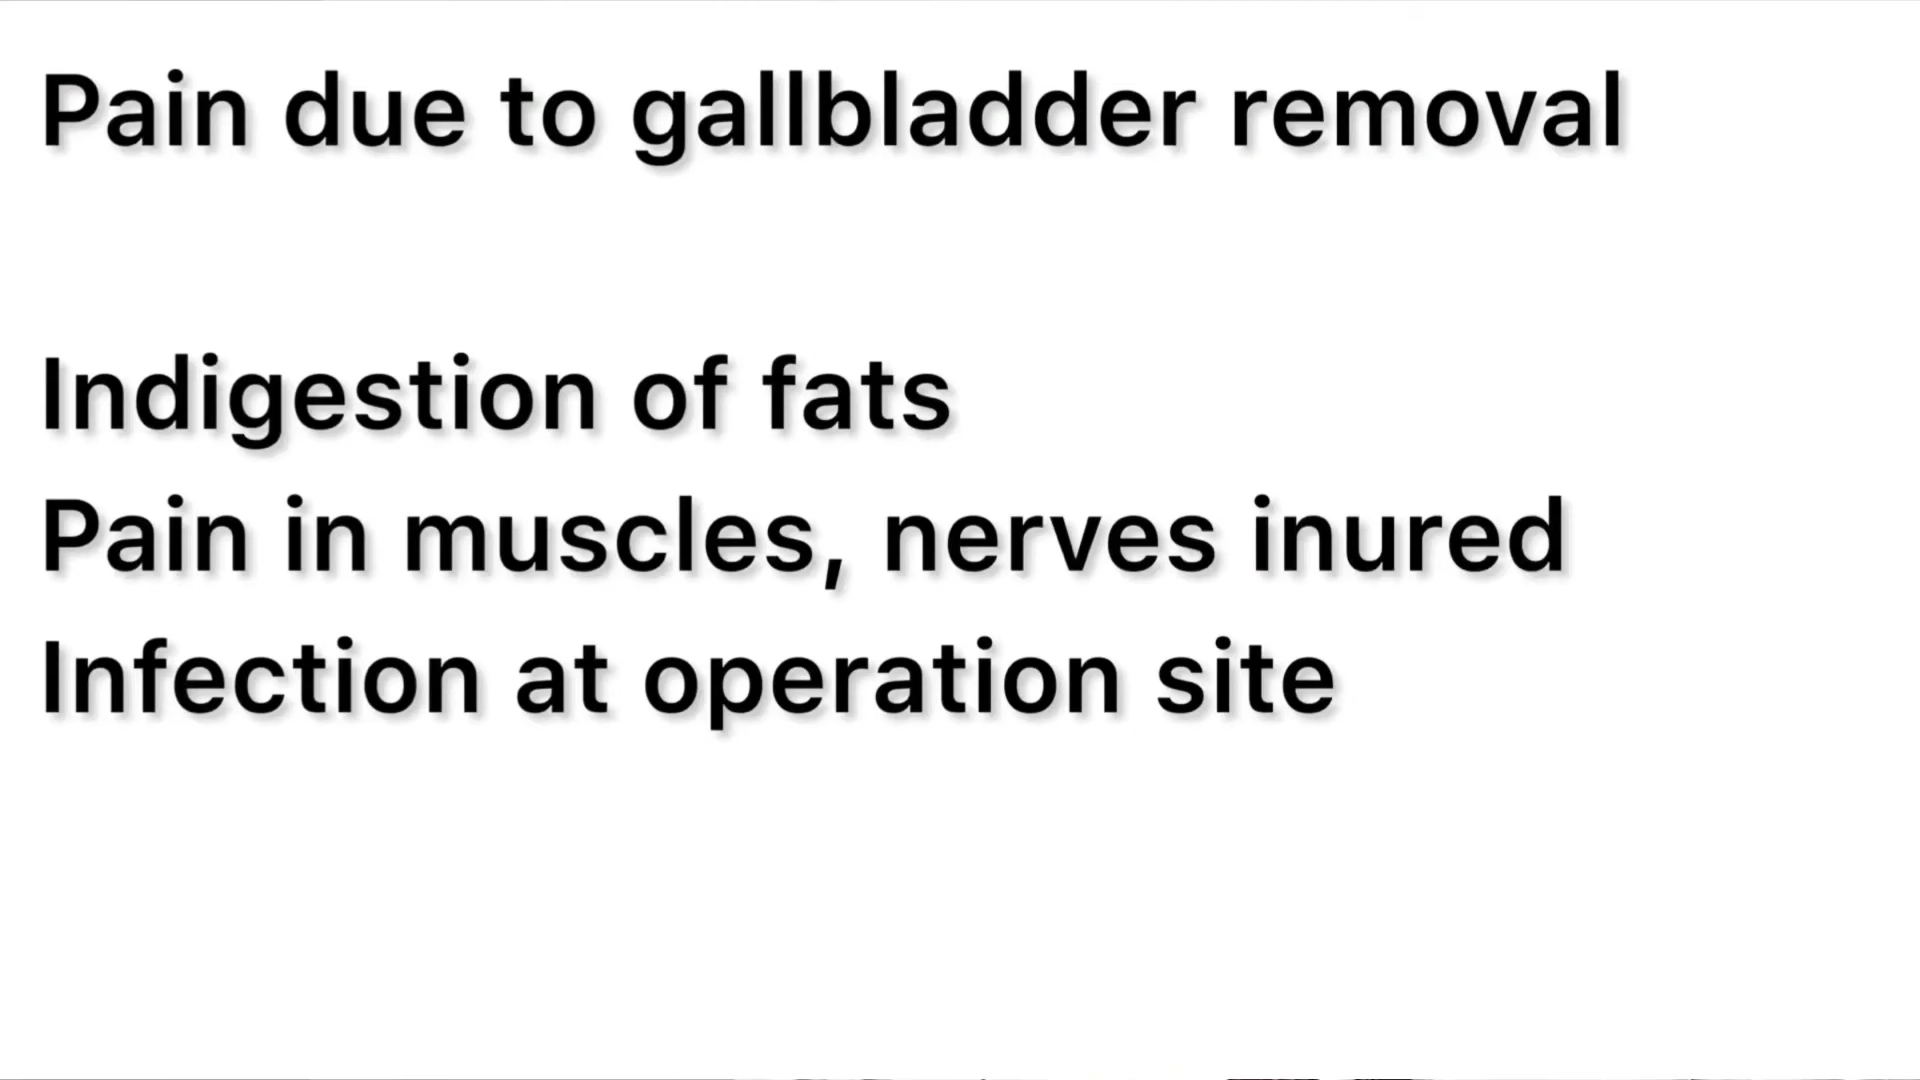 Pain due to gallbladder removal
Indigestion of fats
Pain in muscles, nerves inured
Infection at operation site